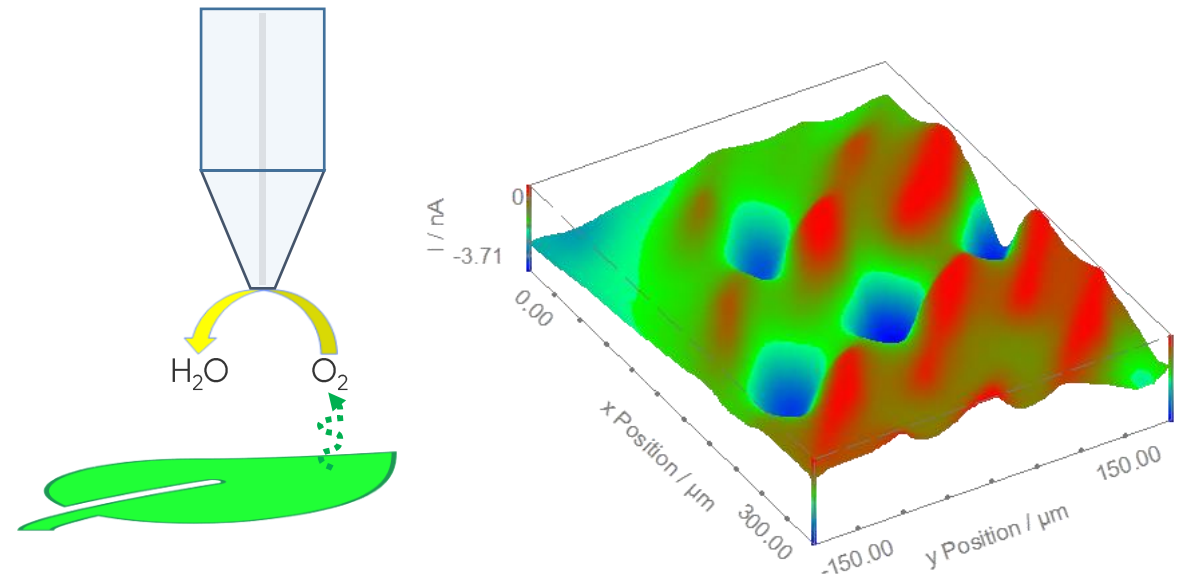 H₂O
O₂
I / nA
0
-3.71
0.00
x Position / µm
300.00
-150.00
y Position / µm
150.00